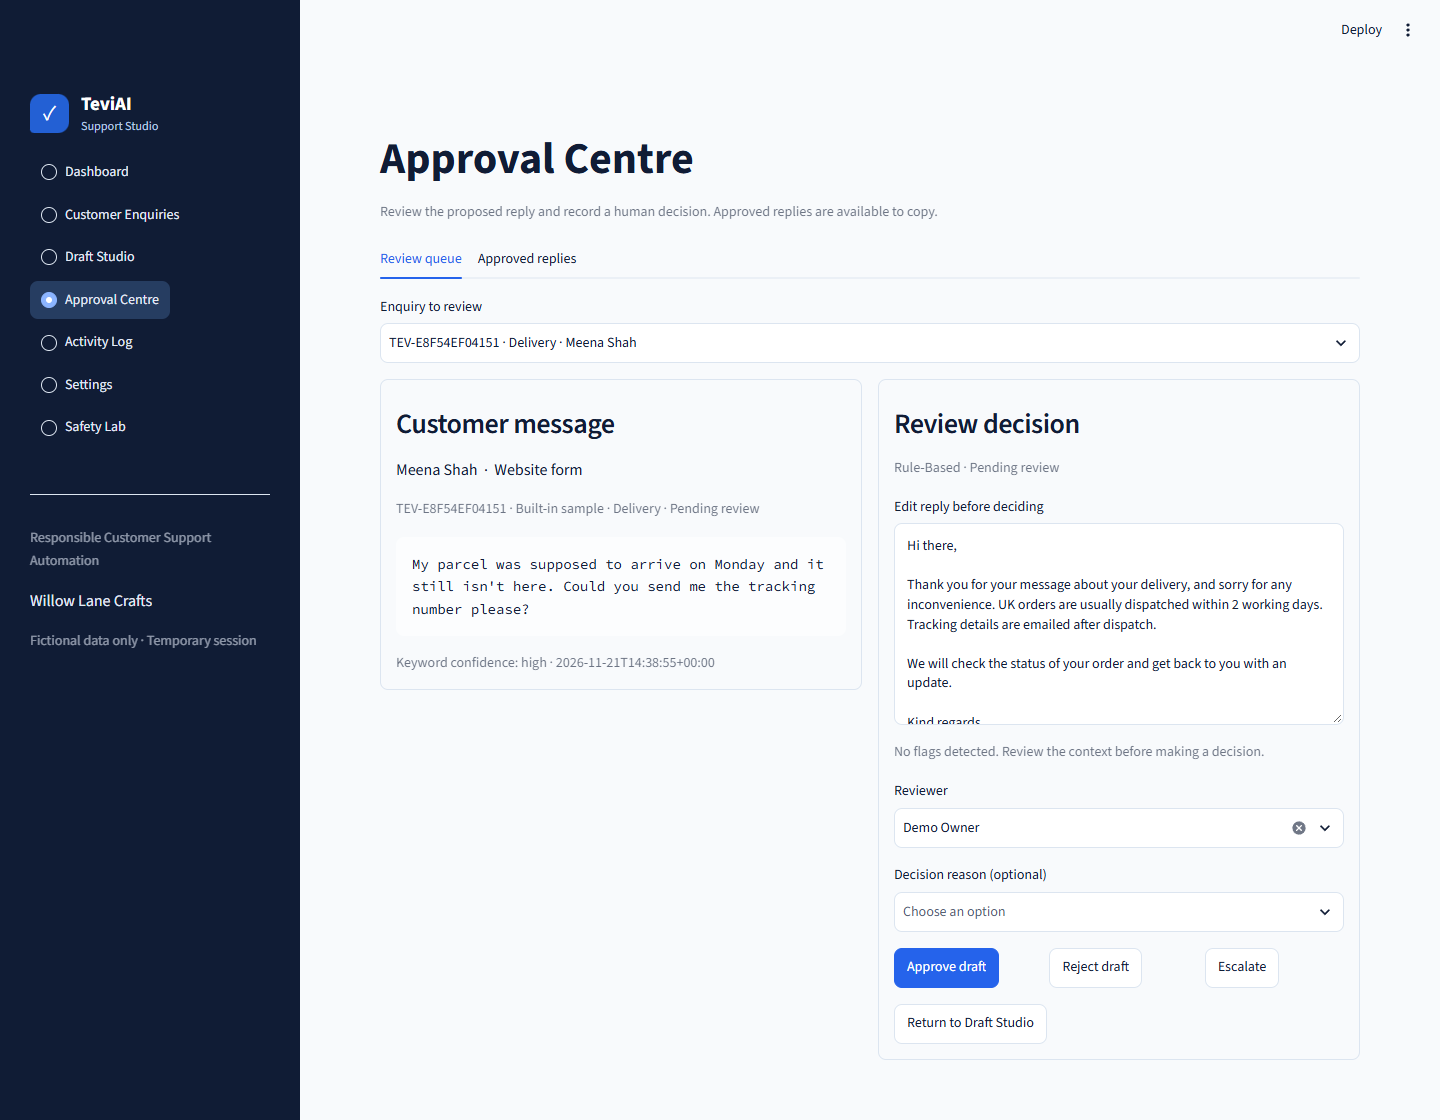 Deploy
TeviAI
Support Studio
Dashboard
Customer Enquiries
Draft Studio
Approval Centre
Activity Log
Settings
Safety Lab
Responsible Customer Support
Automation
Willow Lane Crafts
Fictional data only · Temporary session
Approval Centre
Review the proposed reply and record a human decision. Approved replies are available to copy.
Review queue
Approved replies
Enquiry to review
TEV-E8F54EF04151 · Delivery · Meena Shah
Customer message
Meena Shah · Website form
TEV-E8F54EF04151 · Built-in sample · Delivery · Pending review
My parcel was supposed to arrive on Monday and it
still isn't here. Could you send me the tracking
number please?
Keyword confidence: high · 2026-11-21T14:38:55+00:00
Review decision
Rule-Based · Pending review
Edit reply before deciding
Hi there,
Thank you for your message about your delivery, and sorry for any
inconvenience. UK orders are usually dispatched within 2 working days.
Tracking details are emailed after dispatch.
We will check the status of your order and get back to you with an
update.
Kind regards
No flags detected. Review the context before making a decision.
Reviewer
Demo Owner
Decision reason (optional)
Choose an option
Approve draft
Reject draft
Escalate
Return to Draft Studio